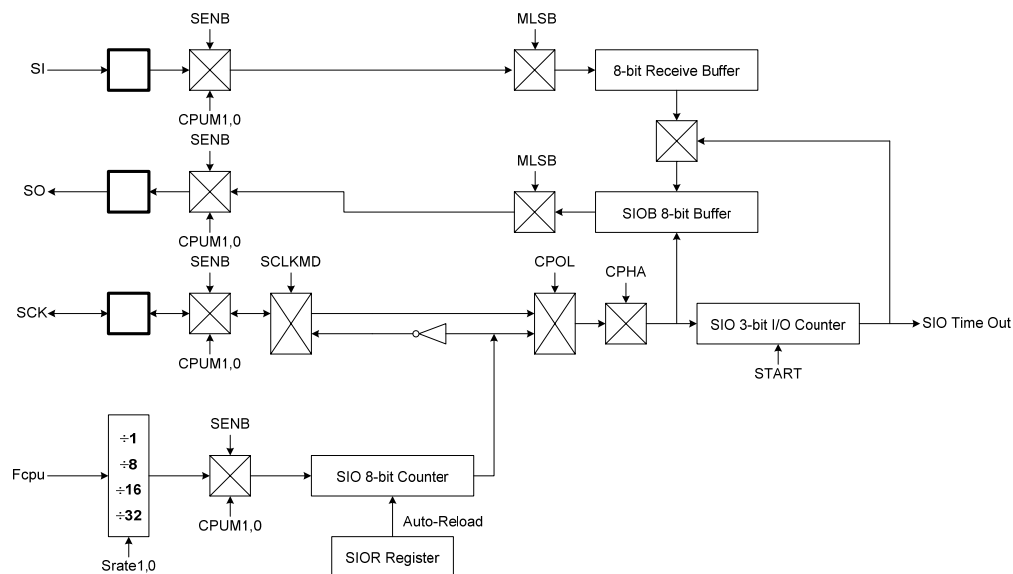 SENB
MLSB
SI
8-bit Receive Buffer
CPUM1,0
SENB
MLSB
SO
SIOB 8-bit Buffer
CPUM1,0
SENB
SCLKMD
CPOL
CPHA
SCK
SIO 3-bit I/O Counter
SIO Time Out
CPUM1,0
START
÷1
÷8
÷16
÷32
Fcpu
SENB
SIO 8-bit Counter
CPUM1,0
Auto-Reload
SIOR Register
Srate1,0